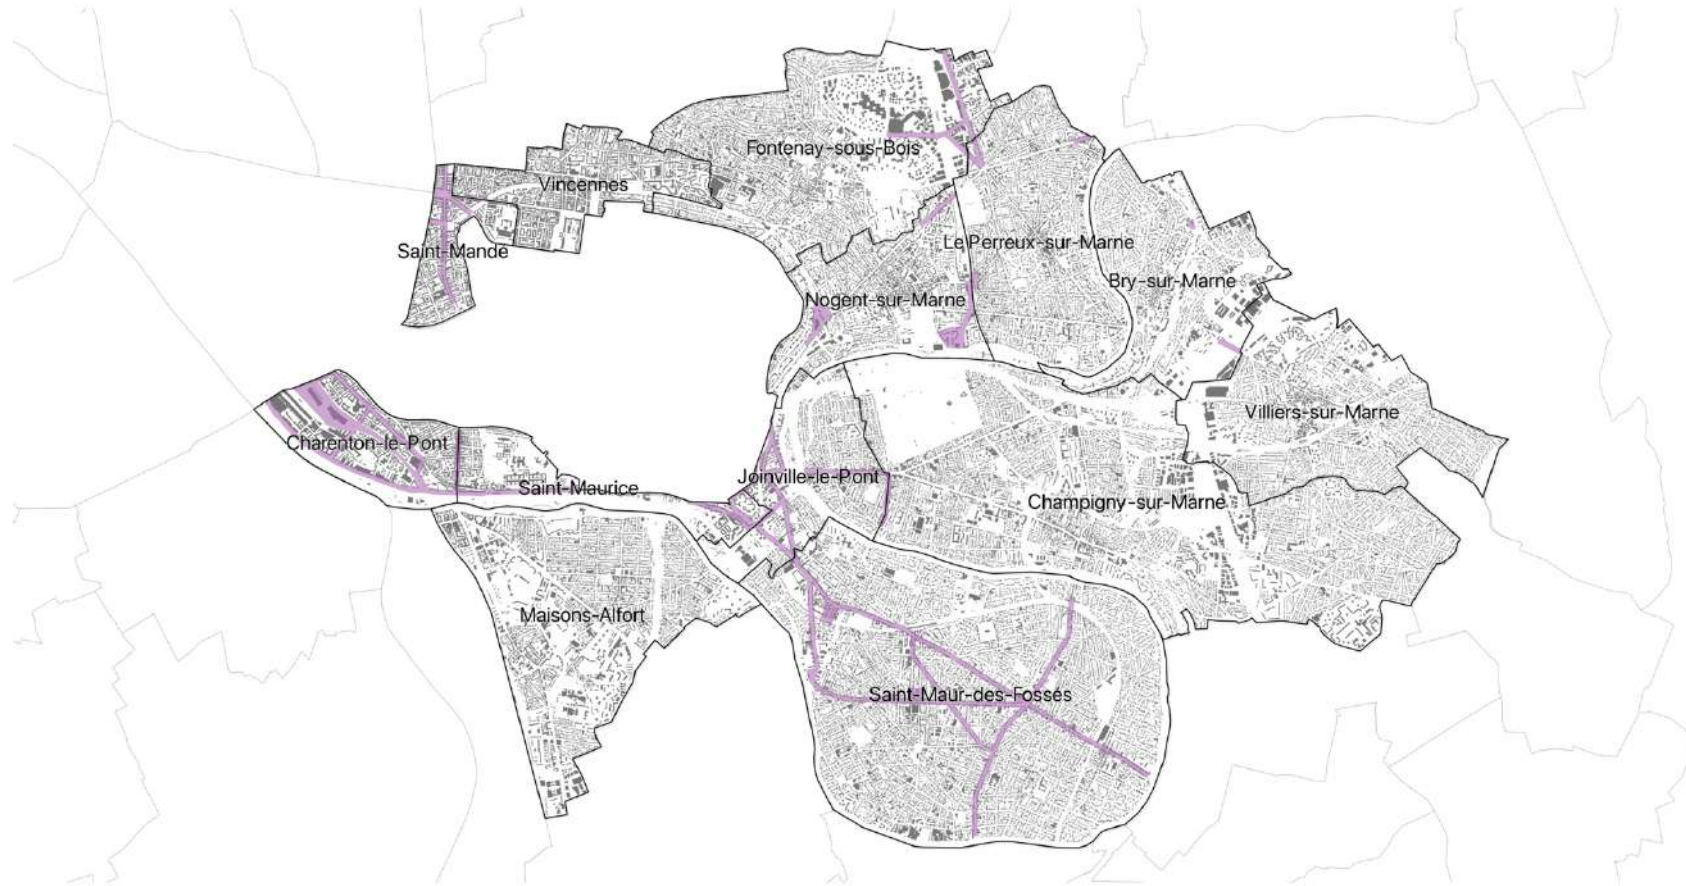 Fontenay-sous-Bois
Vincennes
Saint-Mandé
Le Perreux-sur-Marne
Bry-sur-Marne
Nogent-sur-Marne
Villiers-sur-Marne
Charenton-le-Pont
Joinville-le-Pont
Saint-Maurice
Champigny-sur-Marne
Maisons-Alfort
Saint-Maur-des-Fossés